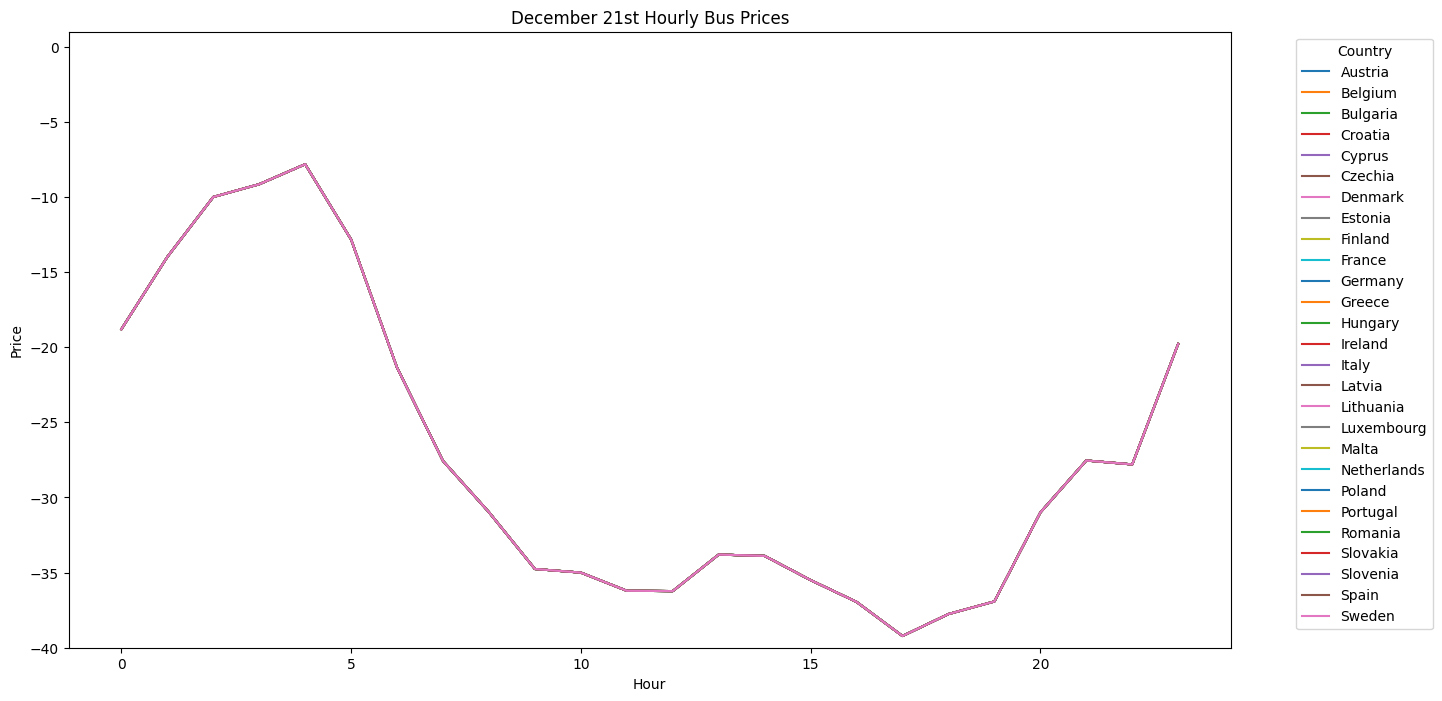 December 21st Hourly Bus Prices
0
−5
−10
−15
−20
−25
−30
−35
−40
Price
0
5
10
15
20
Hour
Country
Austria
Belgium
Bulgaria
Croatia
Cyprus
Czechia
Denmark
Estonia
Finland
France
Germany
Greece
Hungary
Ireland
Italy
Latvia
Lithuania
Luxembourg
Malta
Netherlands
Poland
Portugal
Romania
Slovakia
Slovenia
Spain
Sweden